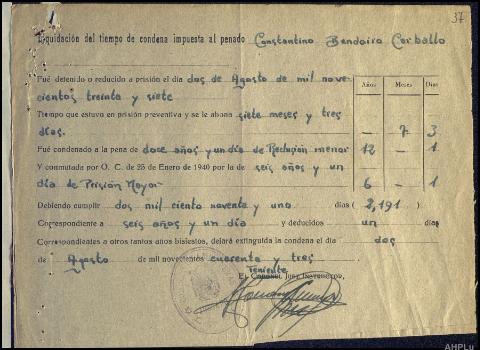 37
Liquidación del tiempo de condena impuesta al penado Constantino Bandoiro Corballo
Fué detenido o reducido a prisión el día dos de Agosto de mil nove-
cientos treinta y siete
Años Meses Días
Tiempo que estuvo en prisión preventiva y se le abona siete meses y tres
días. — 7 3
Fué condenado a la pena de doce años y un día de Reclusión menor 12 — 1
Y conmutada por O. C. de 25 de Enero de 1940 por la de seis años y un
día de Prisión Mayor 6 — 1
Debiendo cumplir dos mil ciento noventa y uno días ( 2,191 )
Correspondiente a seis años y un día y deducidos un días
Correspondientes a otros tantos años bisiestos, dejará extinguida la condena el día dos
de Agosto de mil novecientos cuarenta y tres
Teniente
El Coronel Juez
AHPLu